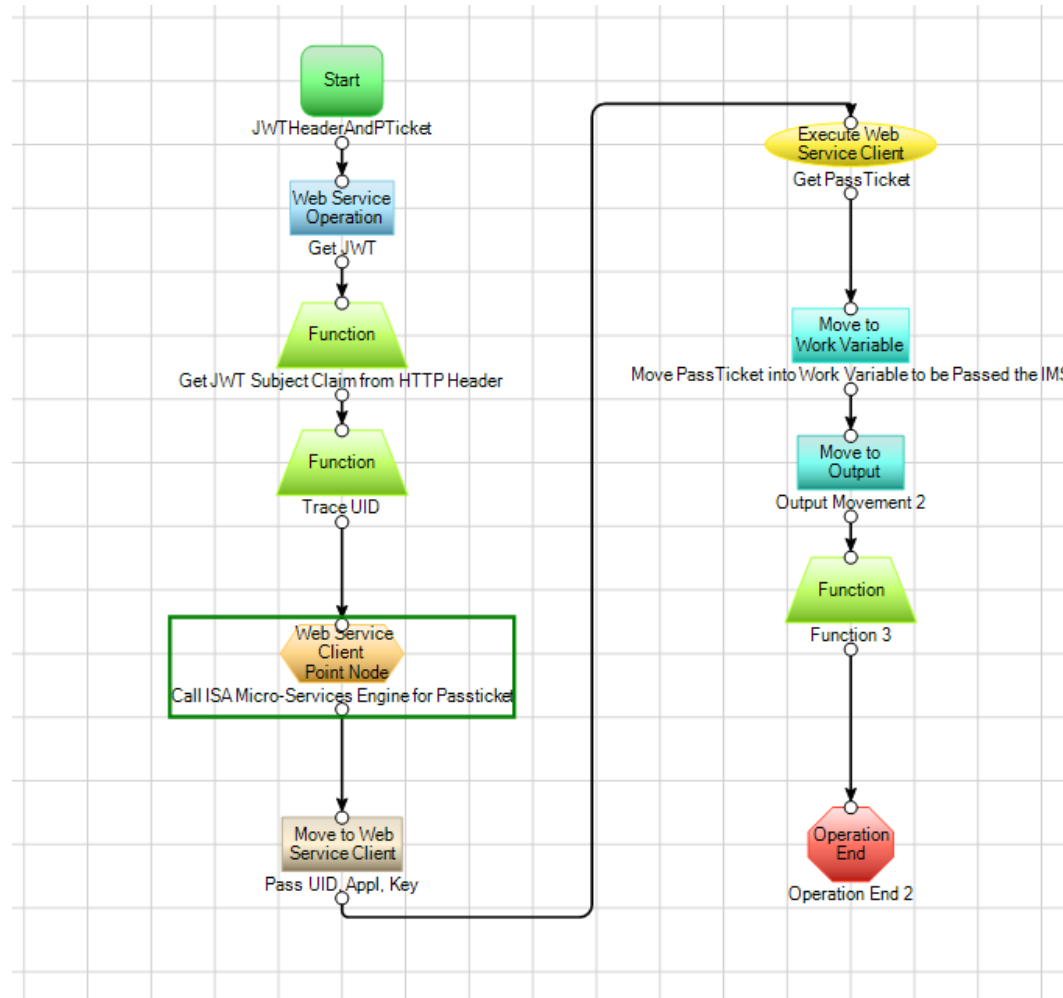 Start
JWTHeaderAndPTicket
Web Service
Operation
Get JWT
Function
Get JWT Subject Claim from HTTP Header
Function
Trace UID
Web Service
Client
Point Node
Call ISA Micro-Services Engine for Passticket
Move to Web
Service Client
Pass UID, Appl, Key
Execute Web
Service Client
Get PassTicket
Move to
Work Variable
Move PassTicket into Work Variable to be Passed the IMS
Move to
Output
Output Movement 2
Function
Function 3
Operation
End
Operation End 2